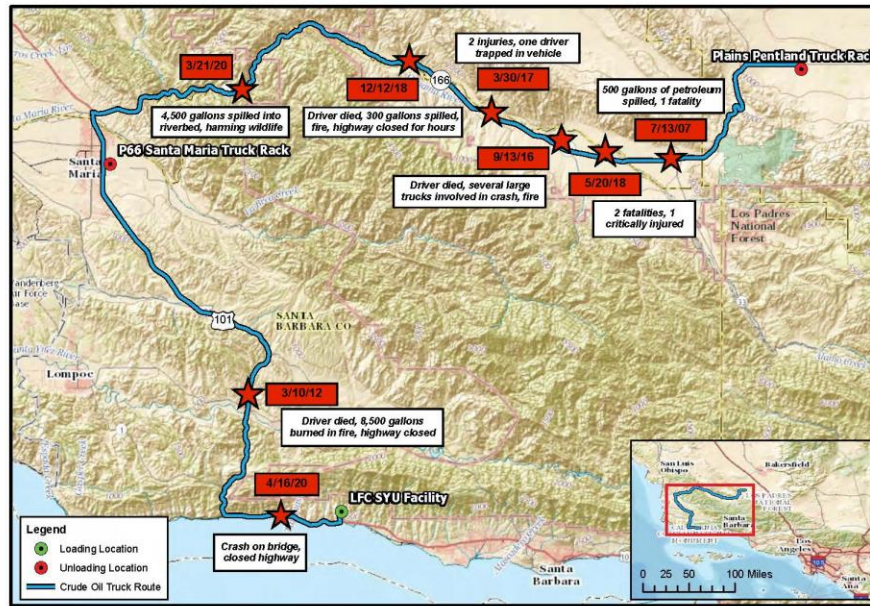 2 injuries, one driver
trapped in vehicle
Plains Pentland Truck Rack
3/21/20
12/12/18
166
3/30/17
500 gallons of petroleum
spilled, 1 fatality
4,500 gallons spilled into
riverbed, harming wildlife
Driver died, 300 gallons spilled,
fire, highway closed for hours
7/13/07
P66 Santa Maria Truck Rack
Santa
Maria
9/13/16
5/20/18
Driver died, several large
trucks involved in crash, fire
2 fatalities, 1
critically injured
Los Padres
National
Forest
101
SANTA
BARBARA CO
Lompoc
3/10/12
Driver died, 8,500 gallons
burned in fire, highway closed
4/16/20
LFC SYU Facility
Crash on bridge,
closed highway
Santa
Barbara
Legend
Loading Location
Unloading Location
Crude Oil Truck Route
San Luis
Obispo
Bakersfield
LOS PADRES
NATIONAL
FOREST
Santa
Barbara
Los
Angeles
Santa
Ana
0 25 50 100 Miles